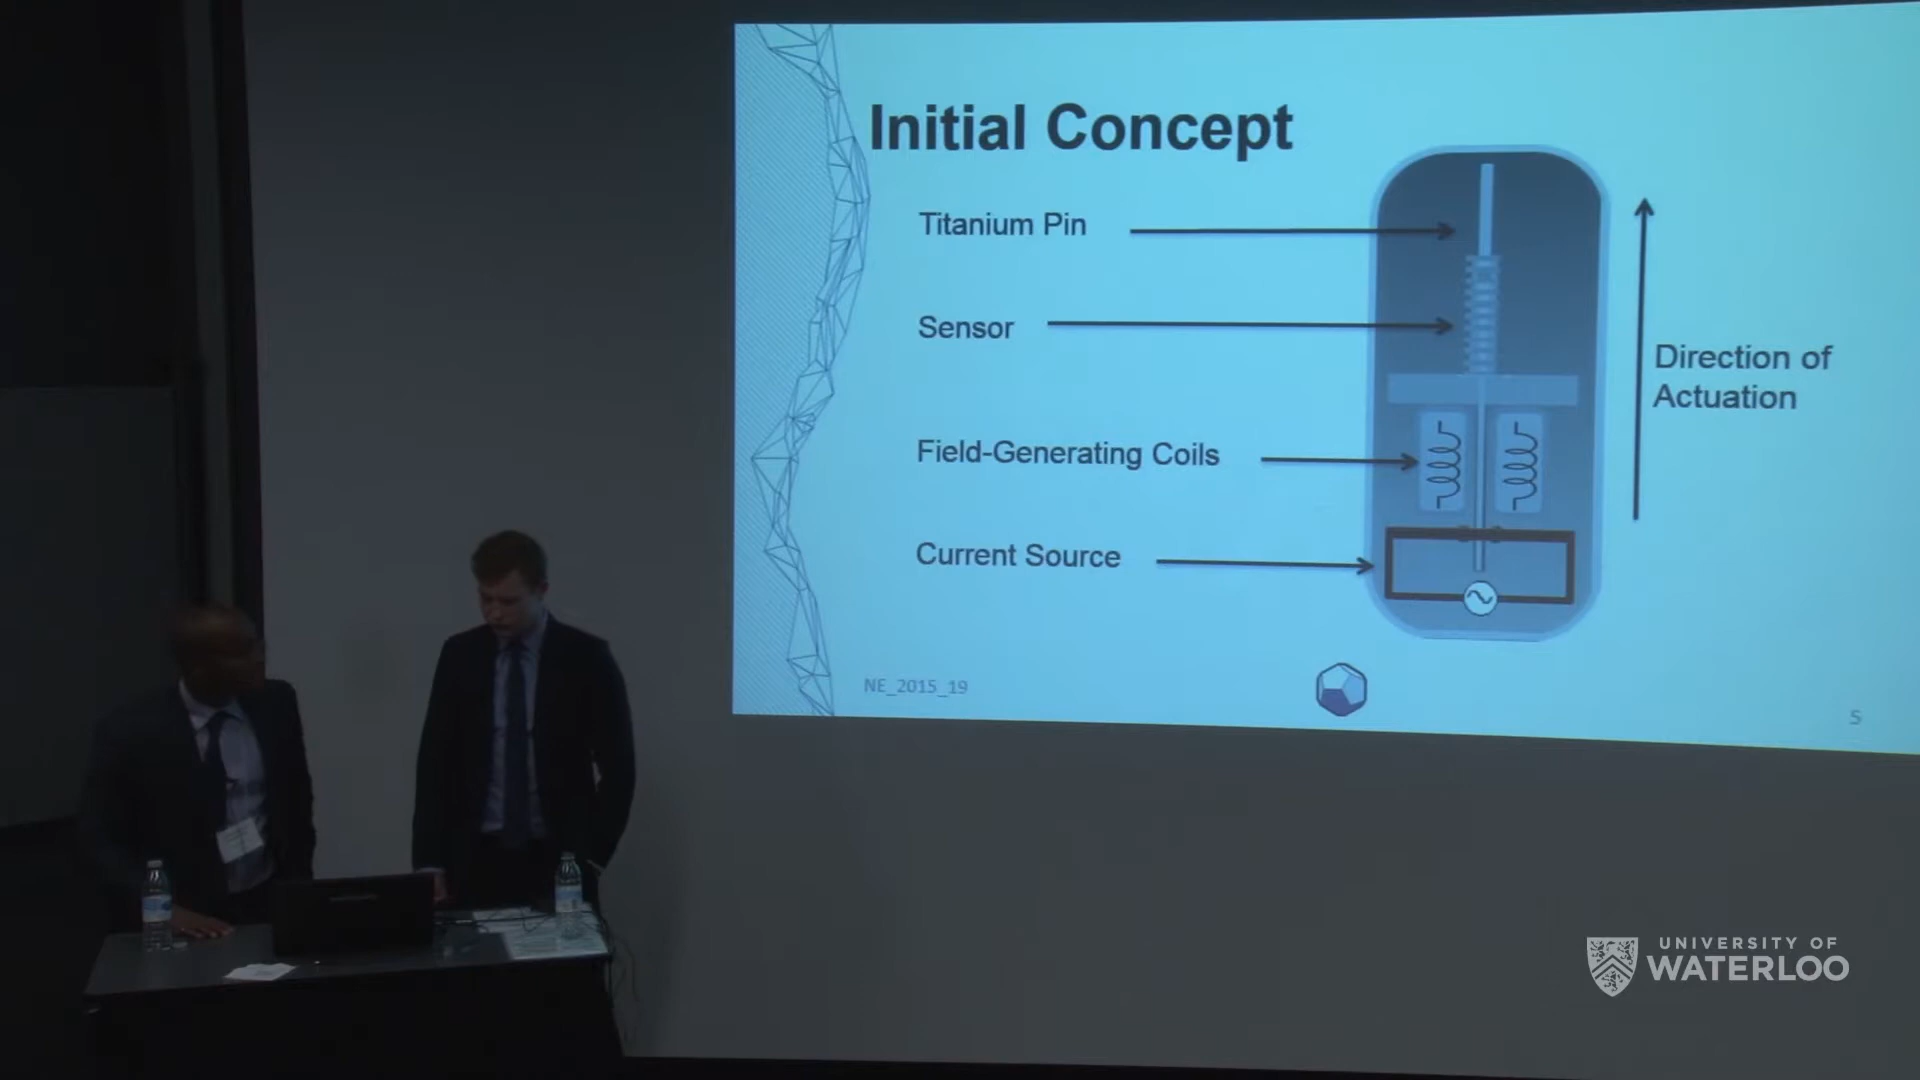 Initial Concept
Titanium Pin
Sensor
Direction of
Actuation
Field-Generating Coils
Current Source
NE_2015_19
5
UNIVERSITY OF
WATERLOO